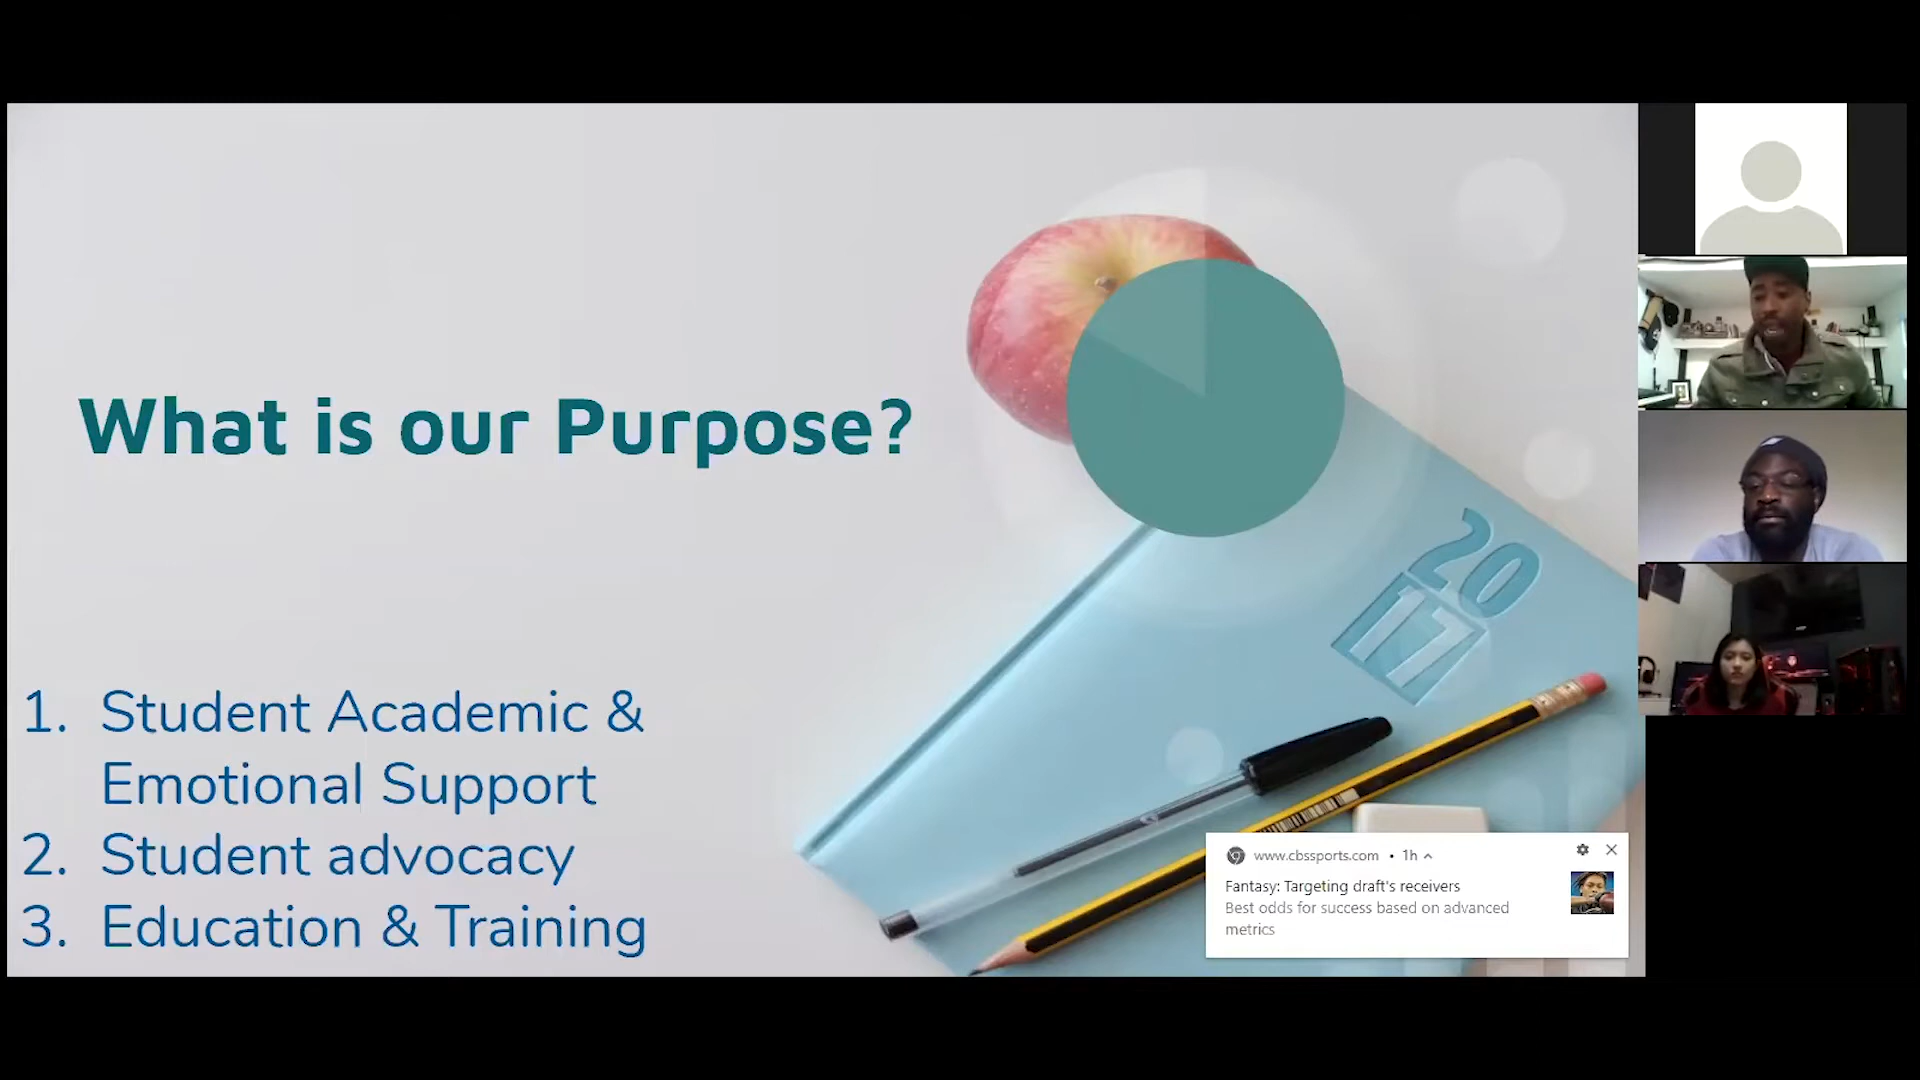 What is our Purpose?
1. Student Academic &
Emotional Support
2. Student advocacy
3. Education & Training
20
17
www.cbssports.com • 1h
Fantasy: Targeting draft's receivers
Best odds for success based on advanced
metrics